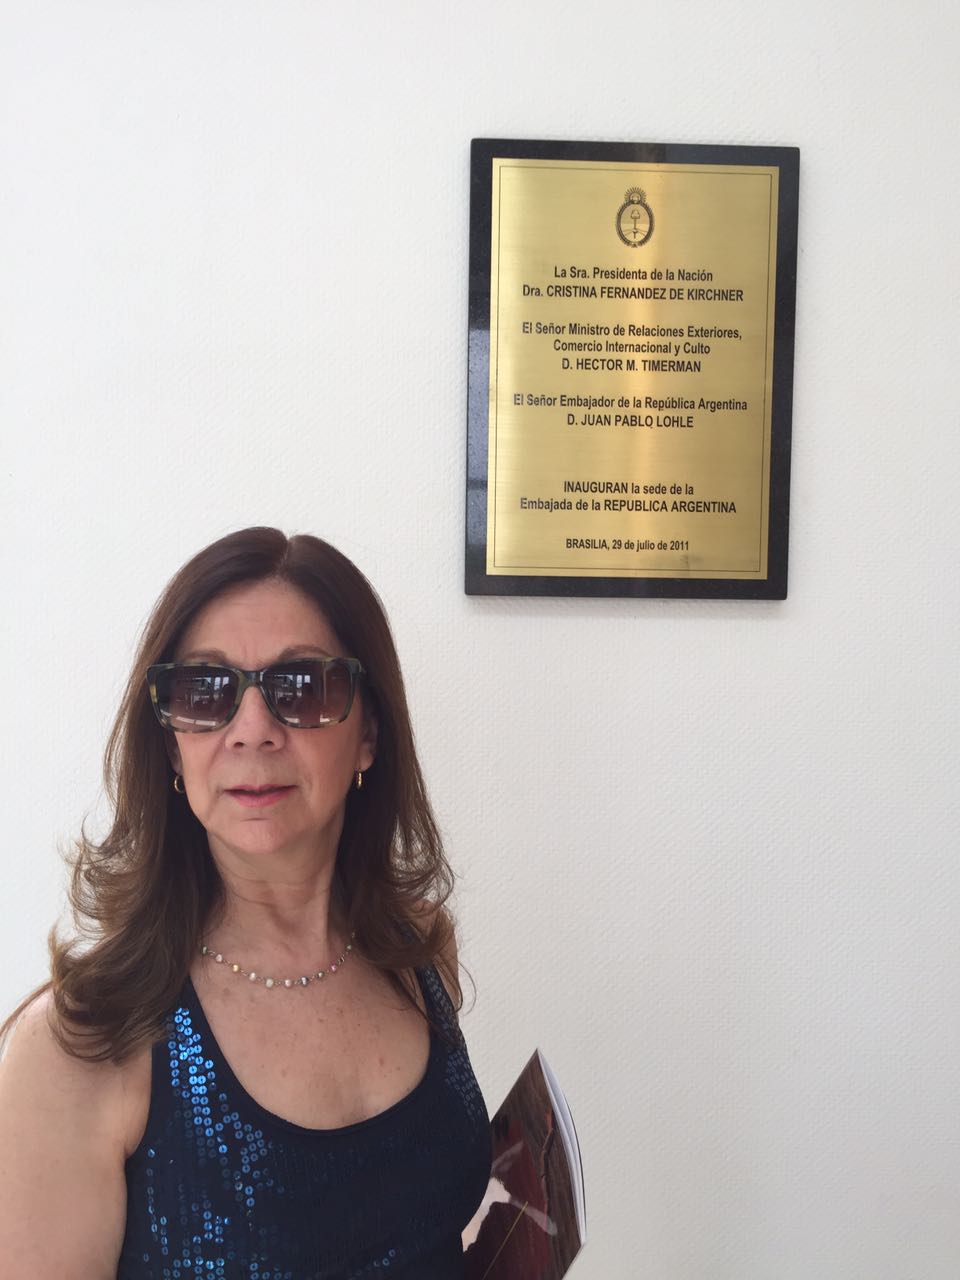 La Sra. Presidenta de la Nación
Dra. CRISTINA FERNANDEZ DE KIRCHNER
El Señor Ministro de Relaciones Exteriores,
Comercio Internacional y Culto
D. HECTOR M. TIMERMAN
El Señor Embajador de la República Argentina
D. JUAN PABLO LOHLE
INAUGURAN la sede de la
Embajada de la REPUBLICA ARGENTINA
BRASILIA, 29 de julio de 2011